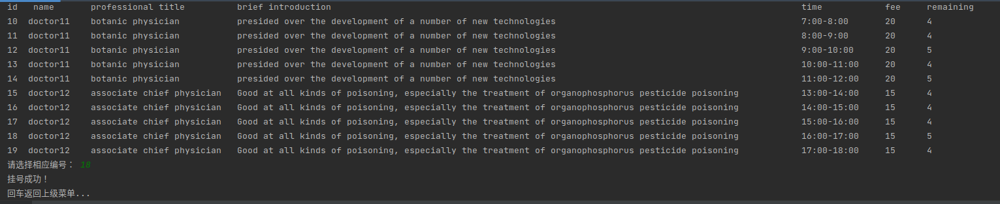 id name professional title brief introduction time fee remaining
10 doctor11 botanic physician presided over the development of a number of new technologies 7:00-8:00 20 4
11 doctor11 botanic physician presided over the development of a number of new technologies 8:00-9:00 20 4
12 doctor11 botanic physician presided over the development of a number of new technologies 9:00-10:00 20 5
13 doctor11 botanic physician presided over the development of a number of new technologies 10:00-11:00 20 4
14 doctor11 botanic physician presided over the development of a number of new technologies 11:00-12:00 20 5
15 doctor12 associate chief physician Good at all kinds of poisoning, especially the treatment of organophosphorus pesticide poisoning 13:00-14:00 15 4
16 doctor12 associate chief physician Good at all kinds of poisoning, especially the treatment of organophosphorus pesticide poisoning 14:00-15:00 15 4
17 doctor12 associate chief physician Good at all kinds of poisoning, especially the treatment of organophosphorus pesticide poisoning 15:00-16:00 15 4
18 doctor12 associate chief physician Good at all kinds of poisoning, especially the treatment of organophosphorus pesticide poisoning 16:00-17:00 15 5
19 doctor12 associate chief physician Good at all kinds of poisoning, especially the treatment of organophosphorus pesticide poisoning 17:00-18:00 15 4
请选择相应编号： 18
挂号成功！
回车返回上级菜单...